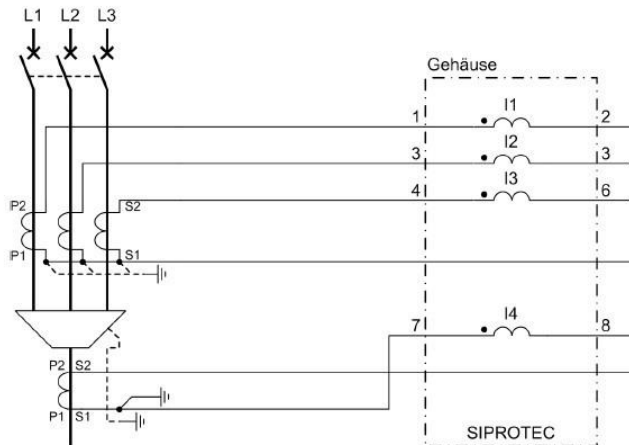 L1 L2 L3
Gehäuse
1 I1 2
3 I2 3
4 I3 6
P2 S2
P1 S1
7 I4 8
P2 S2
P1 S1
SIPROTEC